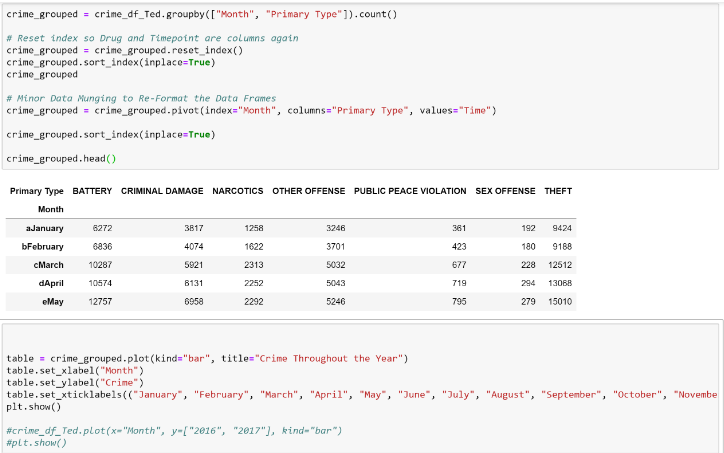 crime_grouped = crime_df_Ted.groupby(["Month", "Primary Type"]).count()
# Reset index so Drug and Timepoint are columns again
crime_grouped = crime_grouped.reset_index()
crime_grouped.sort_index(inplace=True)
crime_grouped
# Minor Data Munging to Re-Format the Data Frames
crime_grouped = crime_grouped.pivot(index="Month", columns="Primary Type", values="Time")
crime_grouped.sort_index(inplace=True)
crime_grouped.head()
Primary Type BATTERY CRIMINAL DAMAGE NARCOTICS OTHER OFFENSE PUBLIC PEACE VIOLATION SEX OFFENSE THEFT
Month
aJanuary 6272 3817 1258 3246 361 192 9424
bFebruary 6836 4074 1622 3701 423 180 9188
cMarch 10287 5921 2313 5032 677 228 12512
dApril 10574 6131 2252 5043 719 294 13068
eMay 12757 6958 2292 5246 795 279 15010
table = crime_grouped.plot(kind="bar", title="Crime Throughout the Year")
table.set_xlabel("Month")
table.set_ylabel("Crime")
table.set_xticklabels(("January", "February", "March", "April", "May", "June", "July", "August", "September", "October", "Novembe
plt.show()
#crime_df_Ted.plot(x="Month", y=["2016", "2017"], kind="bar")
#plt.show()